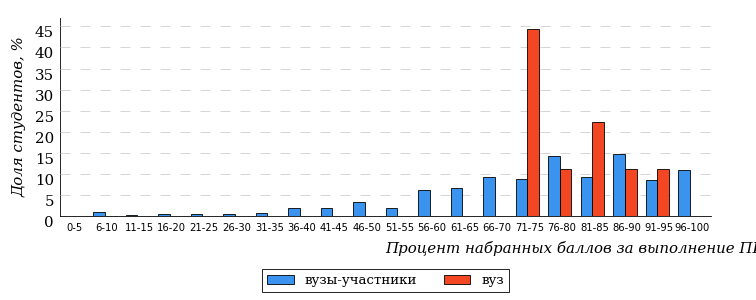 Доля студентов, %
45
40
35
30
25
20
15
10
5
0
0-5 6-10 11-15 16-20 21-25 26-30 31-35 36-40 41-45 46-50 51-55 56-60 61-65 66-70 71-75 76-80 81-85 86-90 91-95 96-100
Процент набранных баллов за выполнение
вузы-участники вуз